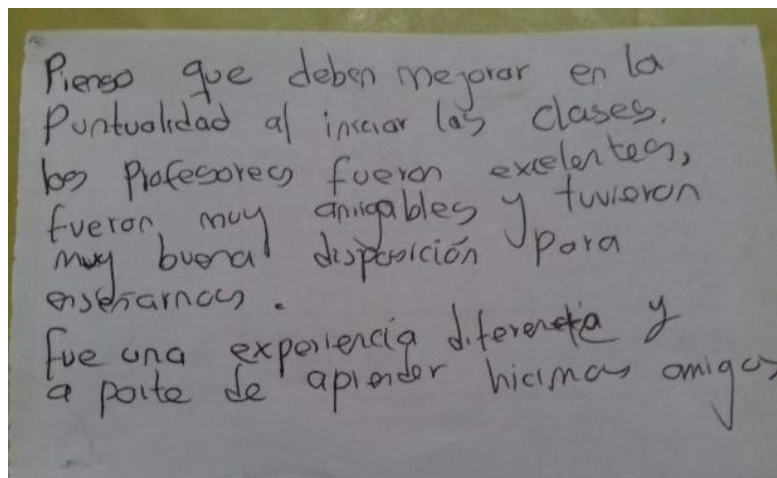 Pienso que deben mejorar en la
Puntualidad al iniciar las clases.
los Profesores fueron excelentes,
fueron muy amigables y tuvieron
muy buena disposición para
enseñarnos.
fue una experiencia diferente y
a parte de aprender hicimos amigos